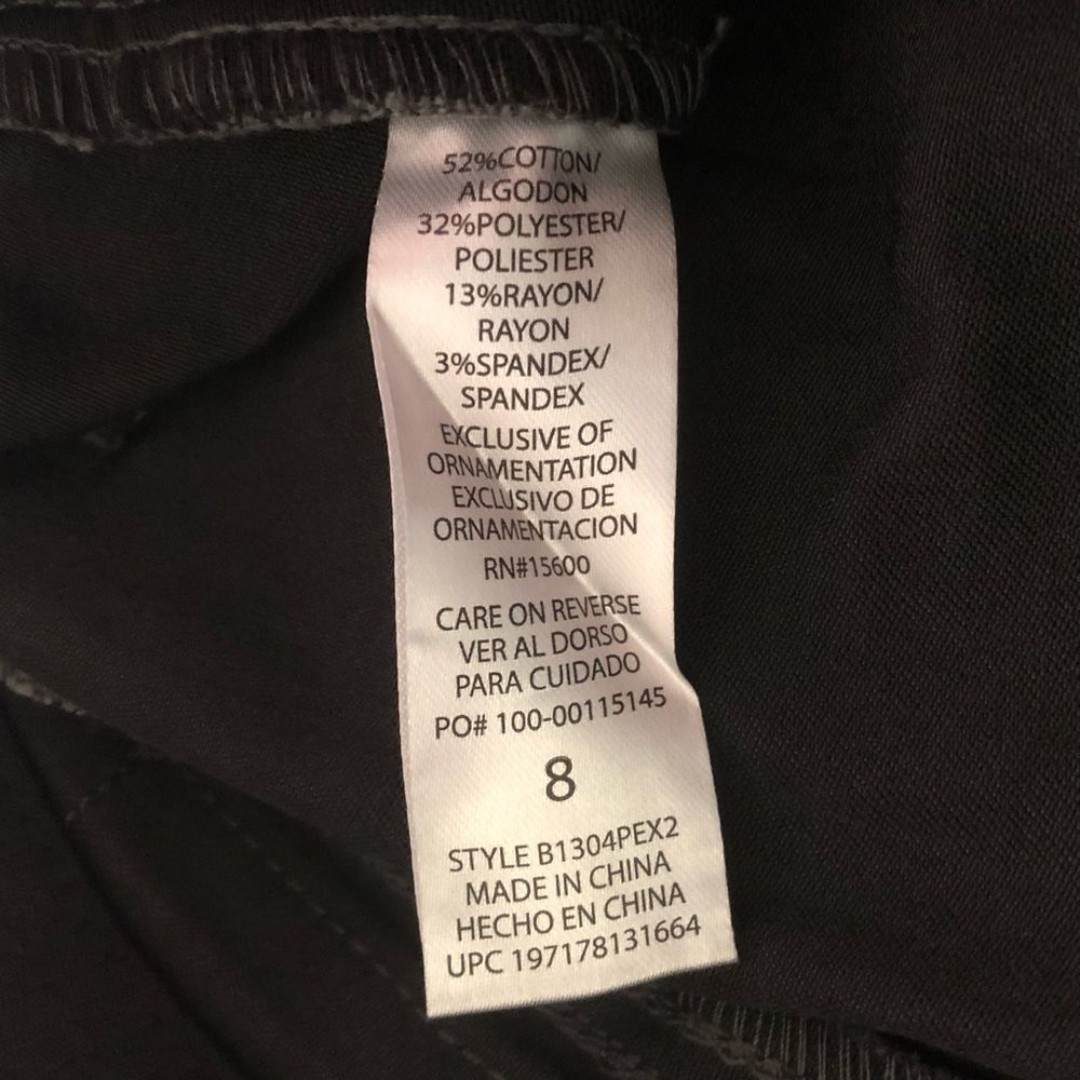 52%COTTON/
ALGODON
32%POLYESTER/
POLIESTER
13%RAYON/
RAYON
3%SPANDEX/
SPANDEX
EXCLUSIVE OF
ORNAMENTATION
EXCLUSIVO DE
ORNAMENTACION
RN#15600
CARE ON REVERSE
VER AL DORSO
PARA CUIDADO
PO# 100-00115145
8
STYLE B1304PEX2
MADE IN CHINA
HECHO EN CHINA
UPC 197178131664